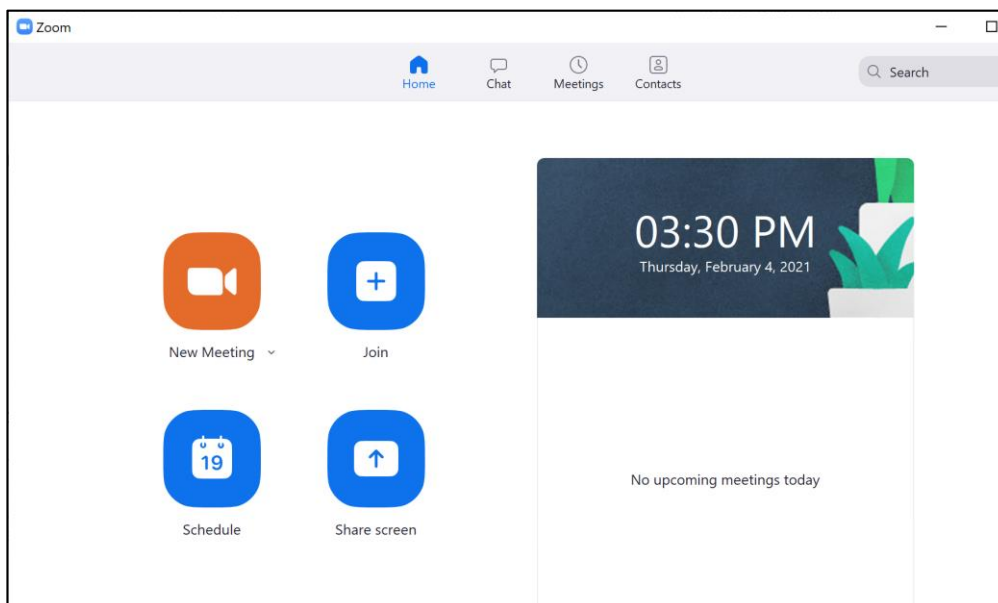 Zoom
Home
Chat
Meetings
Contacts
Search
03:30 PM
Thursday, February 4, 2021
New Meeting
Join
19
Schedule
Share screen
No upcoming meetings today